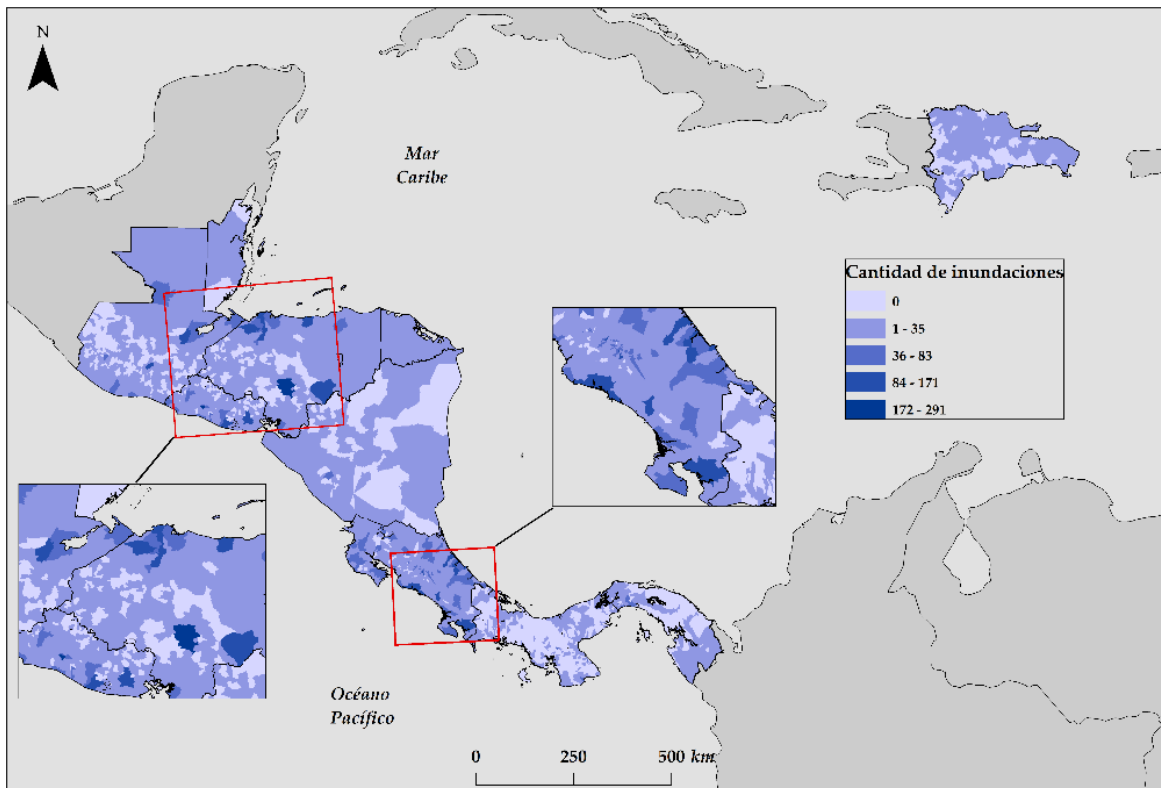 N
Mar
Caribe
Cantidad de inundaciones
0
1 - 35
36 - 83
84 - 171
172 - 291
Océano
Pacífico
0 250 500 km